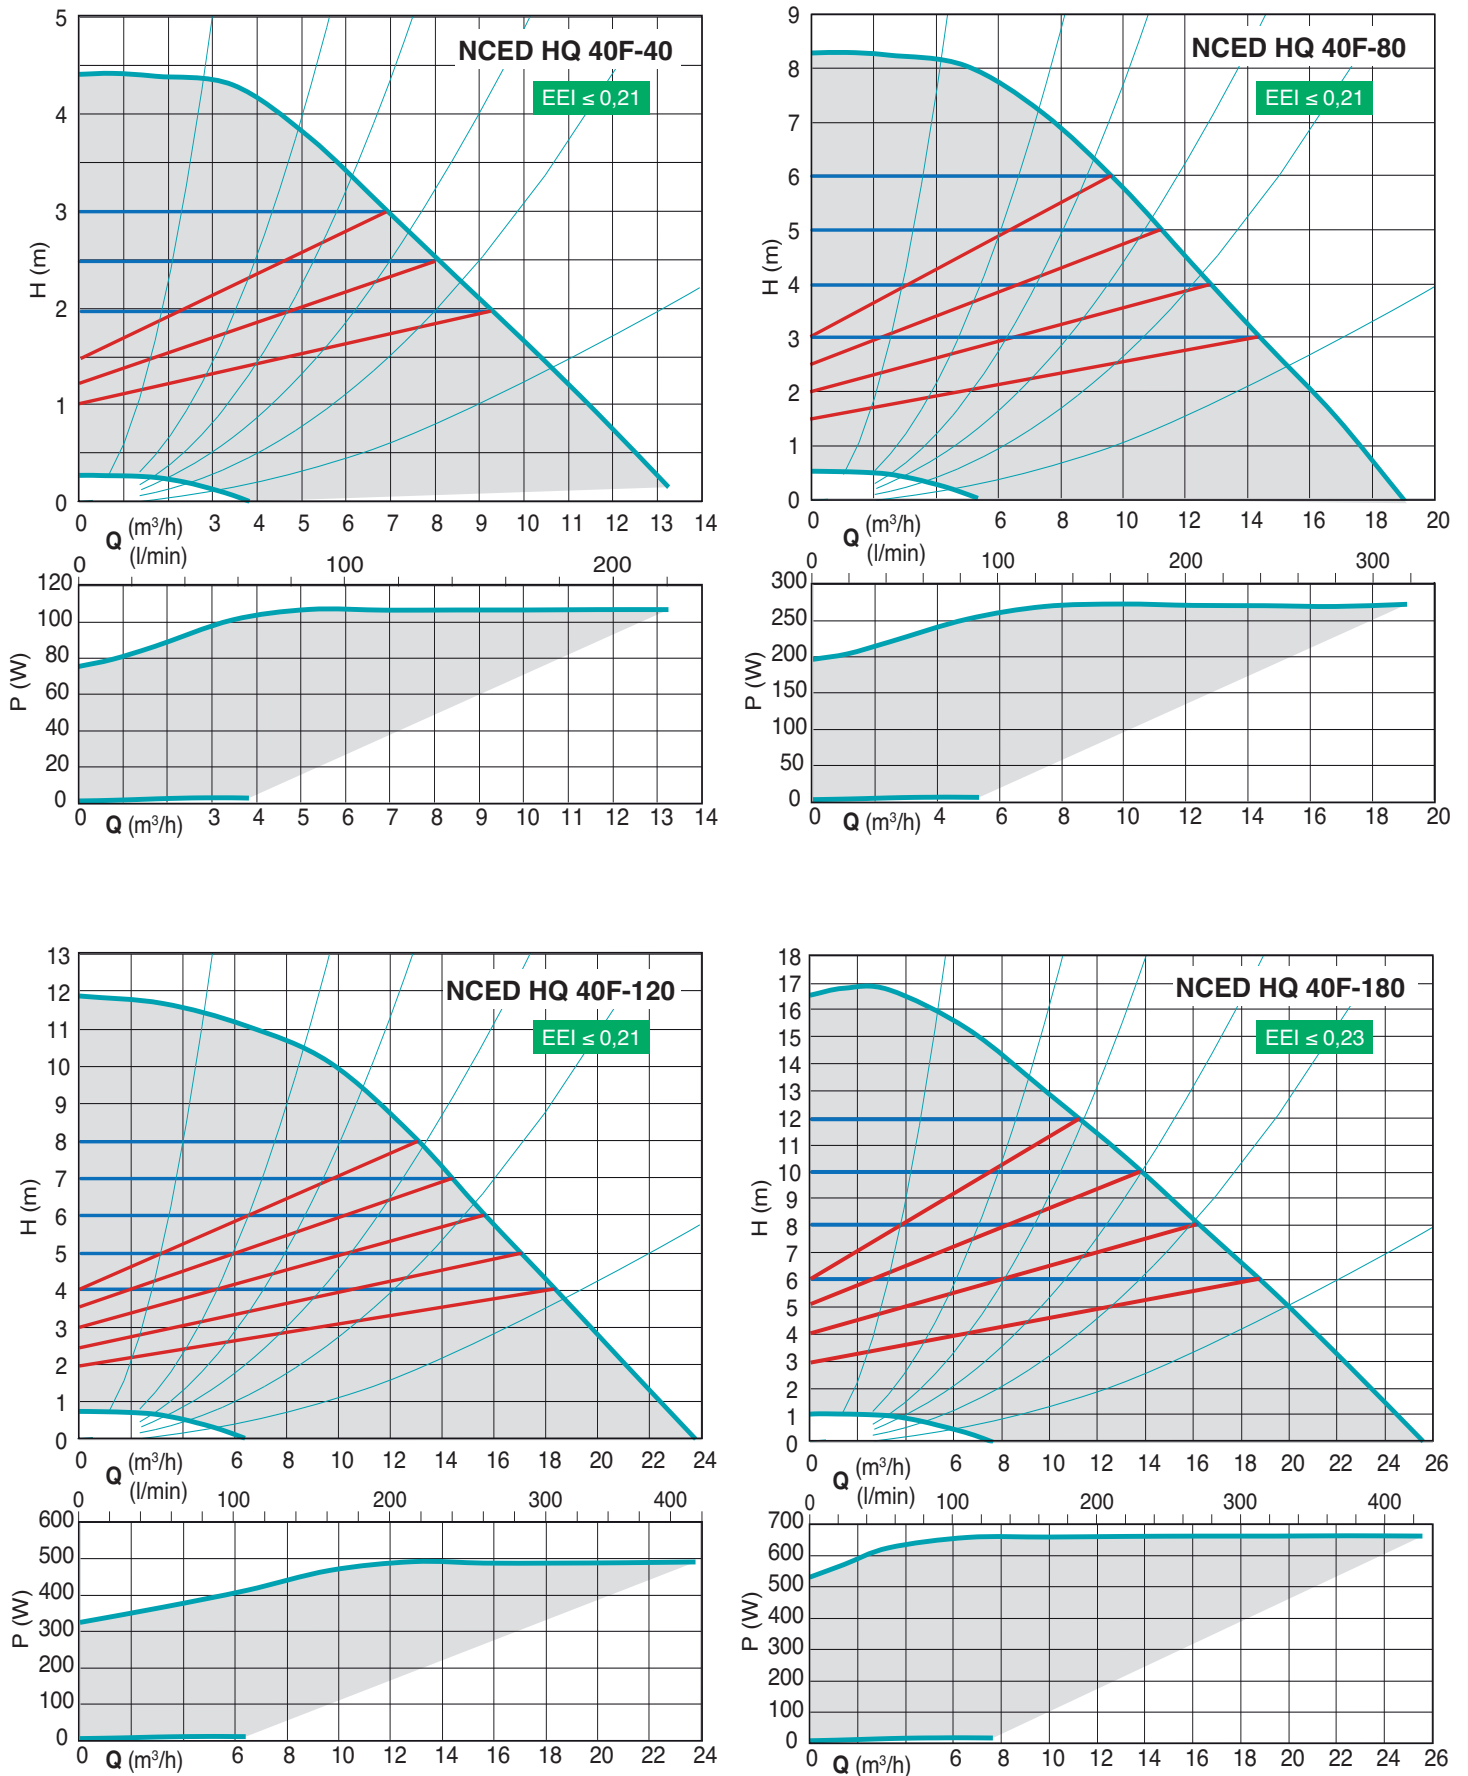 NCED HQ 40F-40
EEI ≤ 0,21
H (m)
5
4
3
2
1
0
0 3 4 5 6 7 8 9 10 11 12 13 14
Q (m³/h)
(l/min)
0 100 200
P (W)
120
100
80
60
40
20
0
0 Q (m³/h) 3 4 5 6 7 8 9 10 11 12 13 14
NCED HQ 40F-80
EEI ≤ 0,21
H (m)
9
8
7
6
5
4
3
2
1
0
0 6 8 10 12 14 16 18 20
Q (m³/h)
(l/min)
0 100 200 300
P (W)
300
250
200
150
100
50
0
0 Q (m³/h) 4 6 8 10 12 14 16 18 20
NCED HQ 40F-120
EEI ≤ 0,21
H (m)
13
12
11
10
9
8
7
6
5
4
3
2
1
0
0 6 8 10 12 14 16 18 20 22 24
Q (m³/h)
(l/min)
0 100 200 300 400
P (W)
600
500
400
300
200
100
0
0 Q (m³/h) 6 8 10 12 14 16 18 20 22 24
NCED HQ 40F-180
EEI ≤ 0,23
H (m)
18
17
16
15
14
13
12
11
10
9
8
7
6
5
4
3
2
1
0
0 6 8 10 12 14 16 18 20 22 24 26
Q (m³/h)
(l/min)
0 100 200 300 400
P (W)
700
600
500
400
300
200
100
0
0 Q (m³/h) 6 8 10 12 14 16 18 20 22 24 26